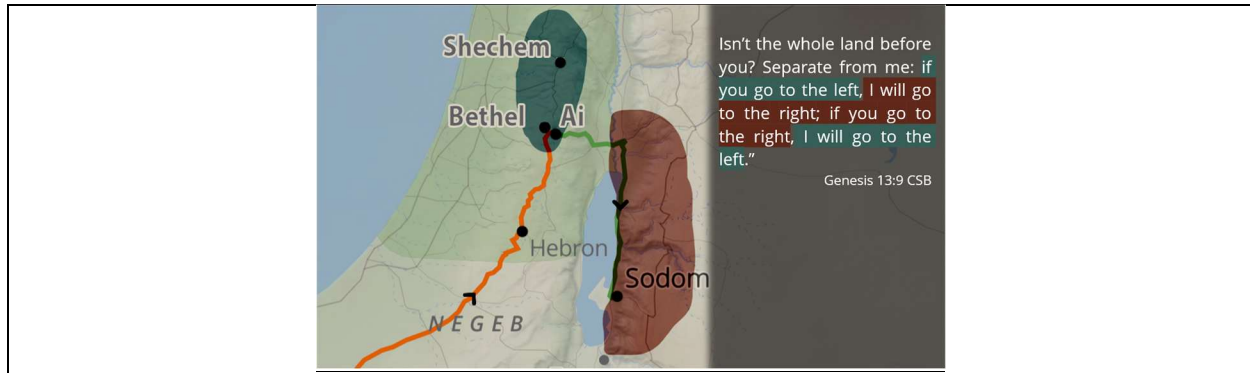 Shechem
Bethel Ai
Hebron
Sodom
NEGEB
Isn’t the whole land before
you? Separate from me: if
you go to the left, I will go
to the right; if you go to
the right, I will go to the
left.”
Genesis 13:9 CSB